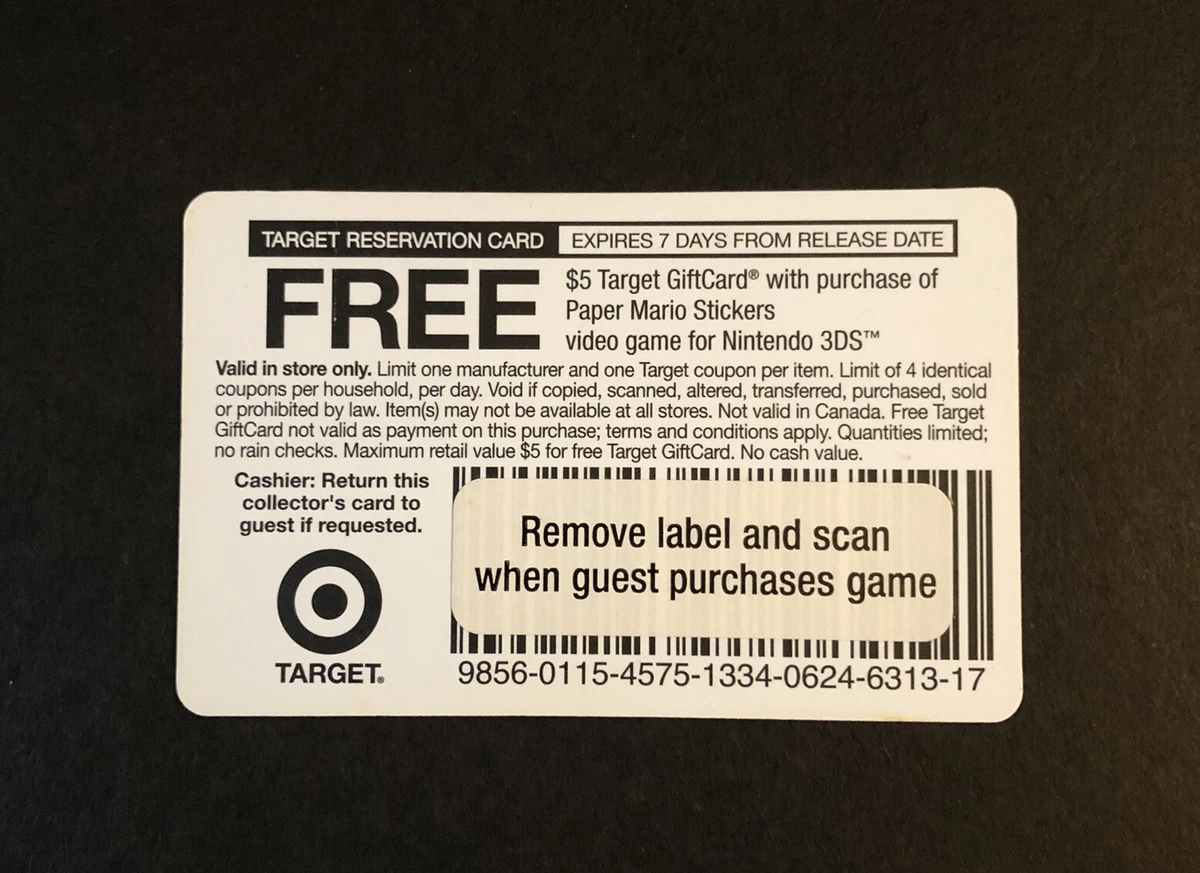 TARGET RESERVATION CARD EXPIRES 7 DAYS FROM RELEASE DATE
FREE
$5 Target GiftCard® with purchase of
Paper Mario Stickers
video game for Nintendo 3DS™
Valid in store only. Limit one manufacturer and one Target coupon per item. Limit of 4 identical
coupons per household, per day. Void if copied, scanned, altered, transferred, purchased, sold
or prohibited by law. Item(s) may not be available at all stores. Not valid in Canada. Free Target
GiftCard not valid as payment on this purchase; terms and conditions apply. Quantities limited;
no rain checks. Maximum retail value $5 for free Target GiftCard. No cash value.
Cashier: Return this
collector's card to
guest if requested.
TARGET®
Remove label and scan
when guest purchases game
9856-0115-4575-1334-0624-6313-17